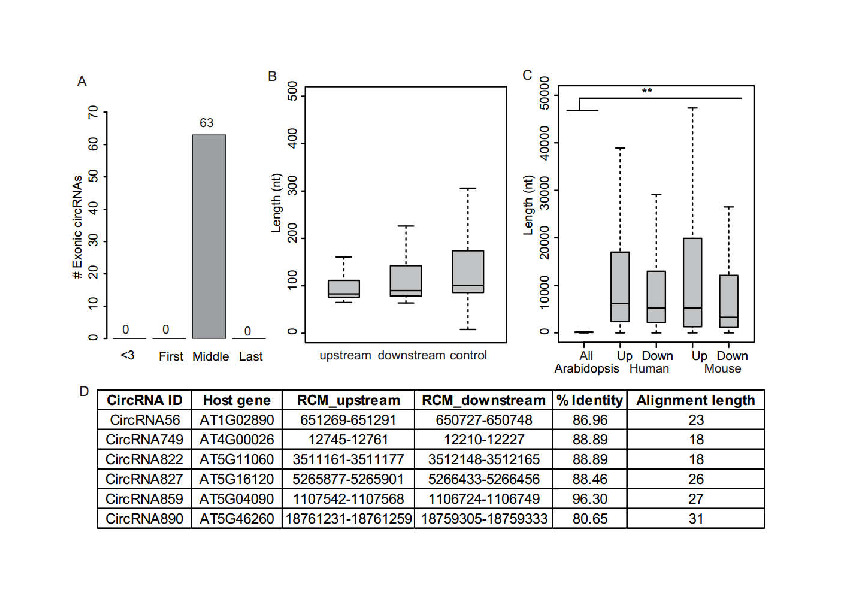 A
# Exonic circRNAs
70
60
50
40
30
20
10
0
63
0
0
0
<3 First Middle Last
B
Length (nt)
500
400
300
200
100
0
upstream downstream control
C
Length (nt)
50000
40000
30000
20000
10000
0
**
All Up Down Up Down
Arabidopsis Human Mouse
D
CircRNA ID Host gene RCM_upstream RCM_downstream % Identity Alignment length
CircRNA56 AT1G02890 651269-651291 650727-650748 86.96 23
CircRNA749 AT4G00026 12745-12761 12210-12227 88.89 18
CircRNA822 AT5G11060 3511161-3511177 3512148-3512165 88.89 18
CircRNA827 AT5G16120 5265877-5265901 5266433-5266456 88.46 26
CircRNA859 AT5G04090 1107542-1107568 1106724-1106749 96.30 27
CircRNA890 AT5G46260 18761231-18761259 18759305-18759333 80.65 31